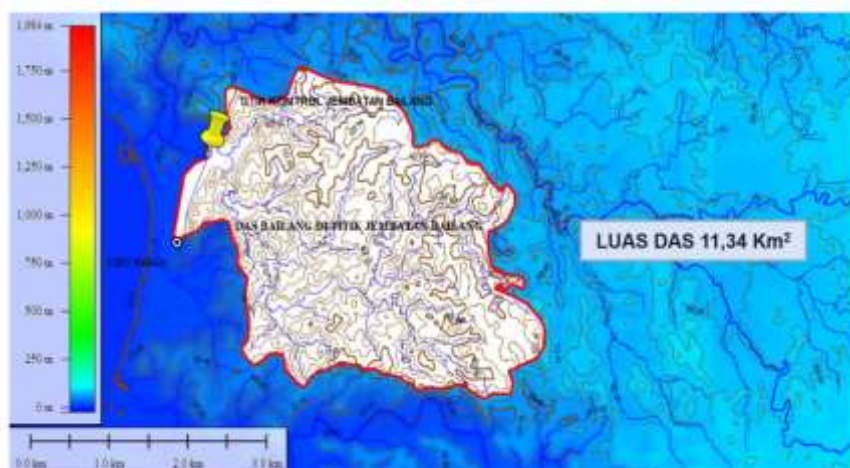 1,750 m
1,500 m
1,250 m
1,000 m
750 m
500 m
250 m
0 m
TITIK KONTROL JEMBATAN BAILANG
DAS BAILANG DI TITIK JEMBATAN BAILANG
LUAS DAS 11,34 Km²
0.0 km
1.0 km
2.0 km
3.0 km